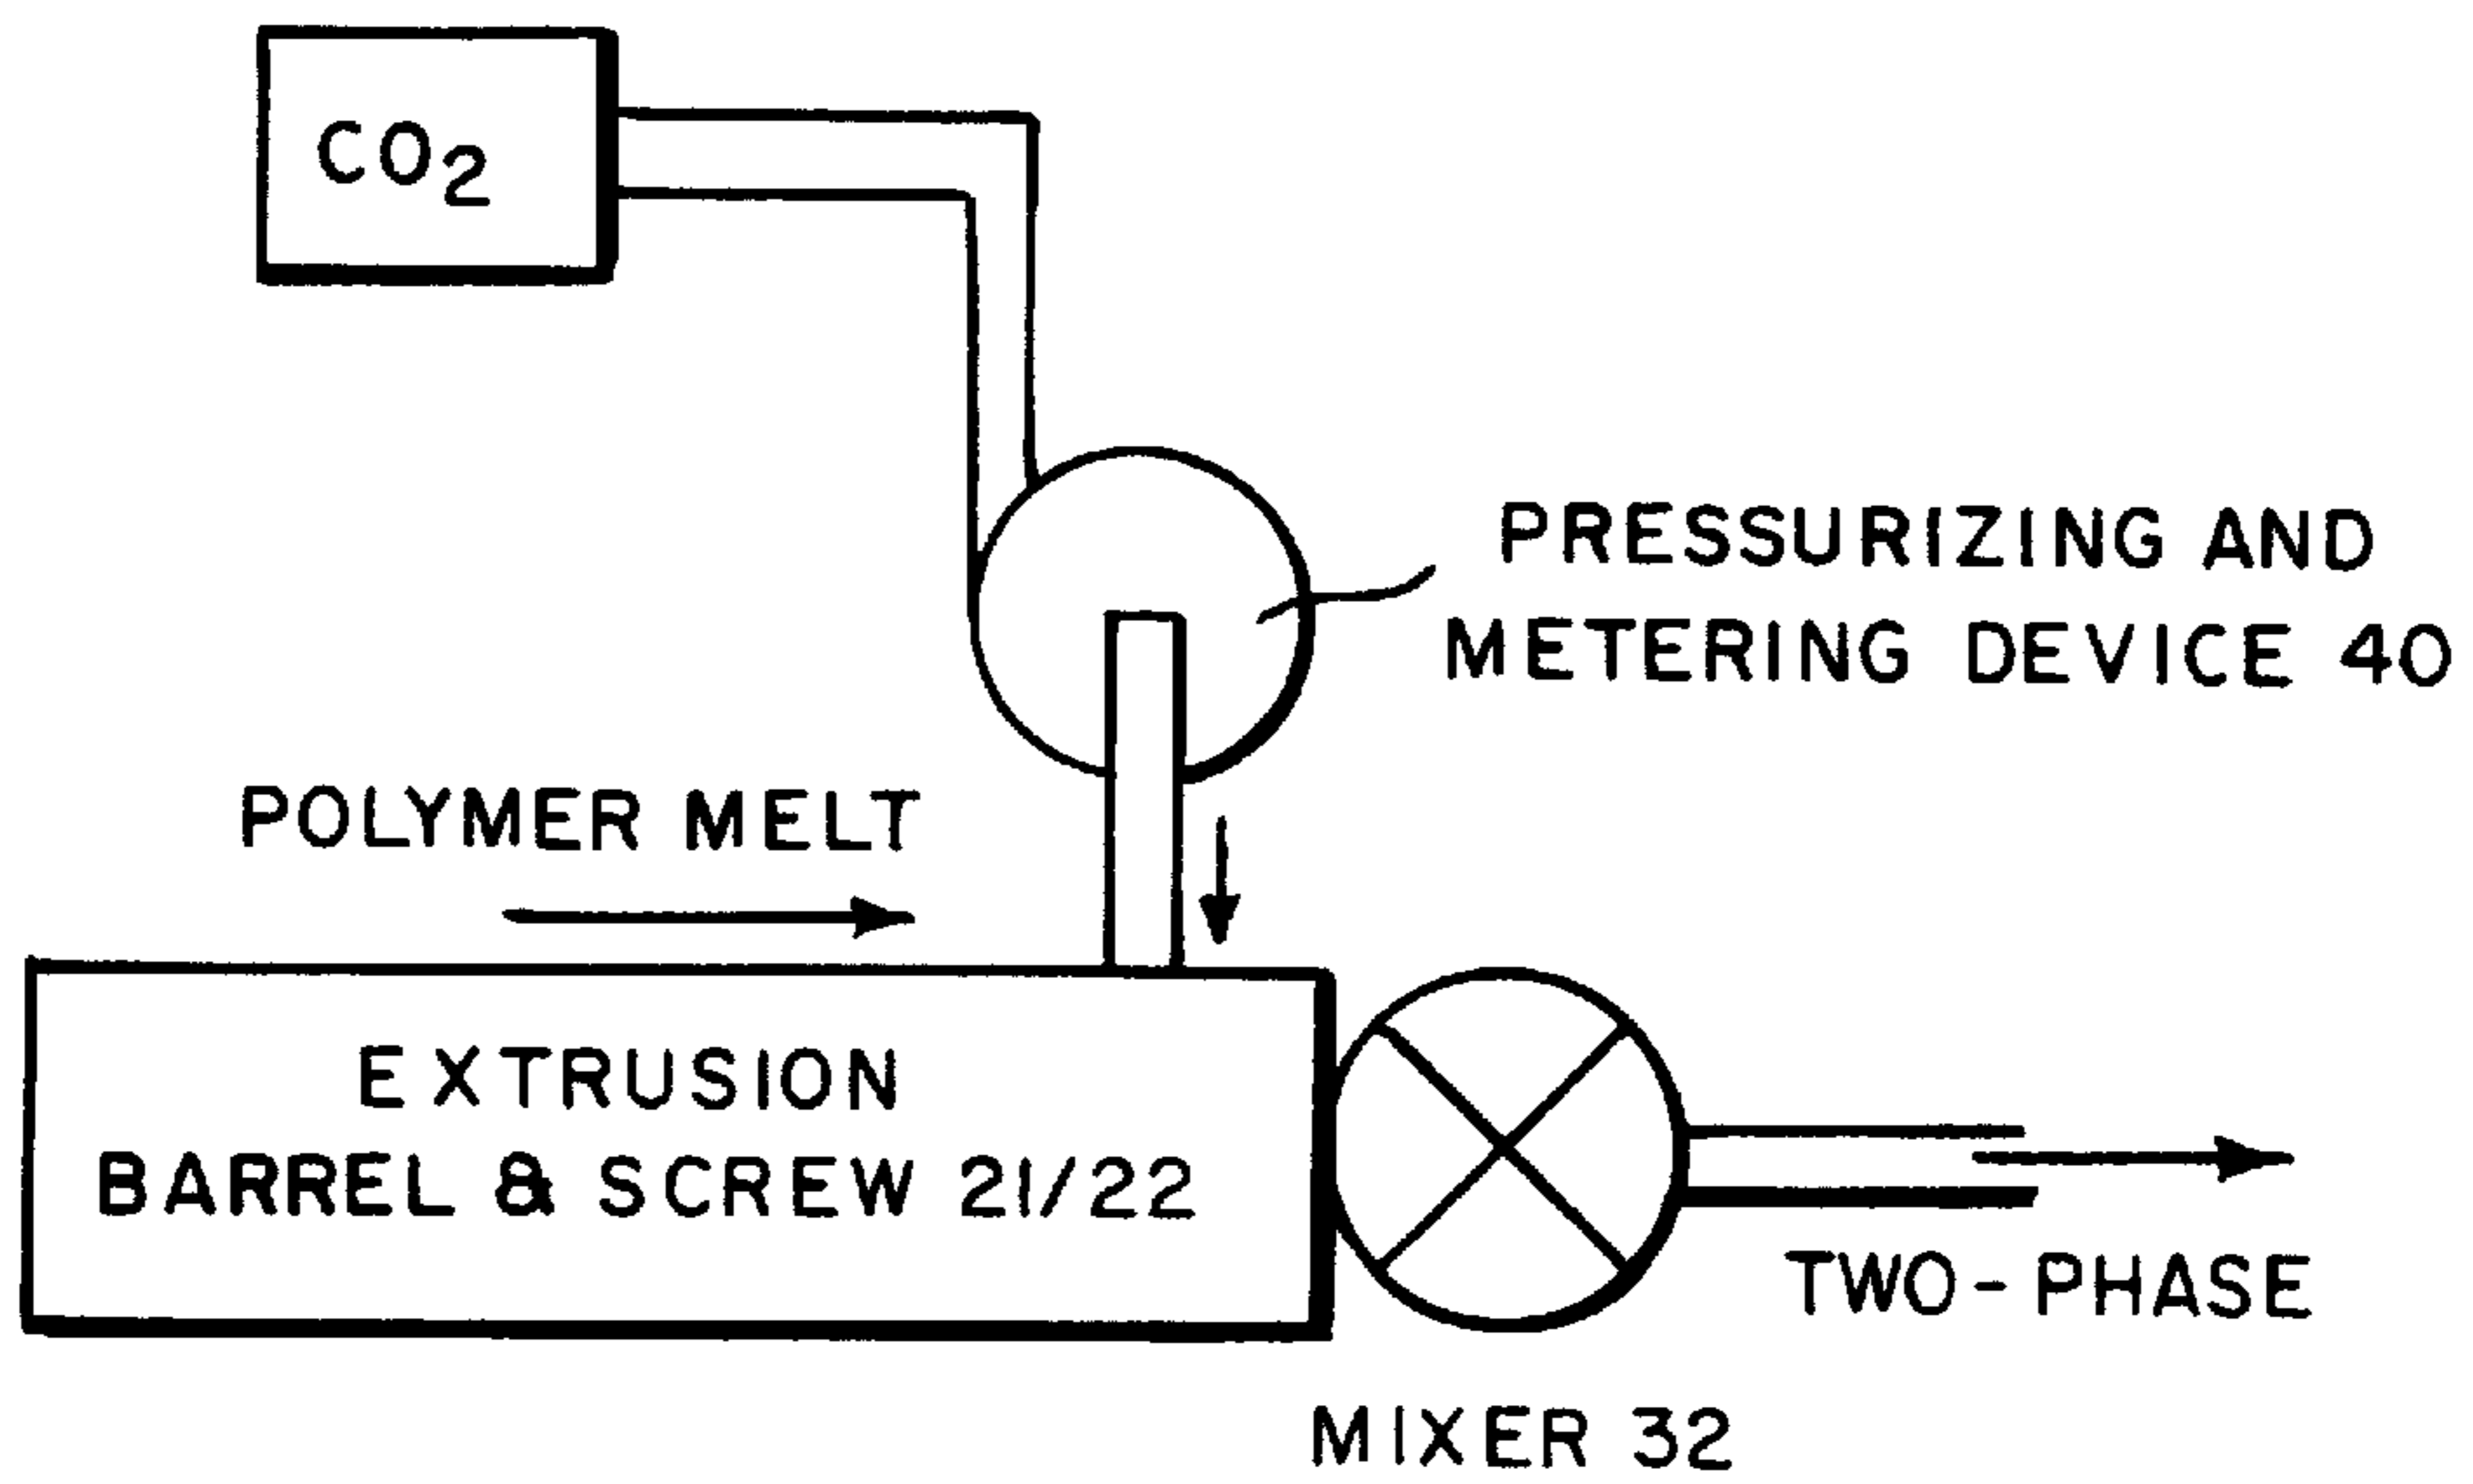 CO₂
PRESSURIZING AND
METERING DEVICE 40
POLYMER MELT
EXTRUSION
BARREL & SCREW 21/22
TWO-PHASE
MIXER 32